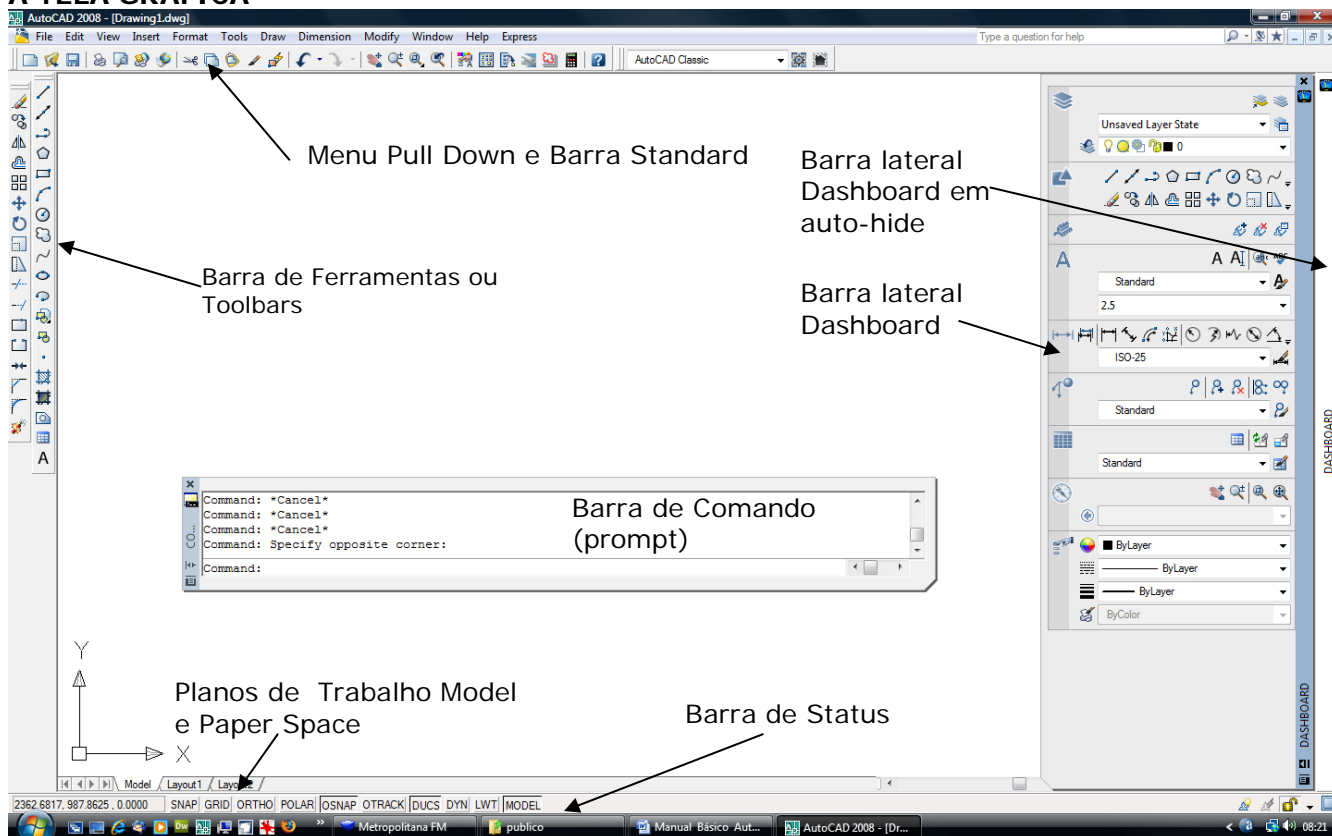 A TELA GRÁFICA
AutoCAD 2008 - [Drawing1.dwg]
File Edit View Insert Format Tools Draw Dimension Modify Window Help Express
Type a question for help
AutoCAD Classic
Menu Pull Down e Barra Standard
Barra lateral
Dashboard em
auto-hide
Barra de Ferramentas ou
Toolbars
Barra lateral
Dashboard
Unsaved Layer State
0
Standard
2.5
ISO-25
Standard
Standard
ByLayer
ByLayer
ByLayer
ByColor
DASHBOARD
DASHBOARD
Command: *Cancel*
Command: *Cancel*
Command: *Cancel*
Command: Specify opposite corner:
Command:
CO...
Barra de Comando
(prompt)
Y
X
Planos de Trabalho Model
e Paper Space
Barra de Status
Model Layout1
2362.6817, 987.8625 , 0.0000 SNAP GRID ORTHO POLAR OSNAP OTRACK DUCS DYN LWT MODEL
Metropolitana FM publico Manual Básico Aut... AutoCAD 2008 - [Dr... 08:21